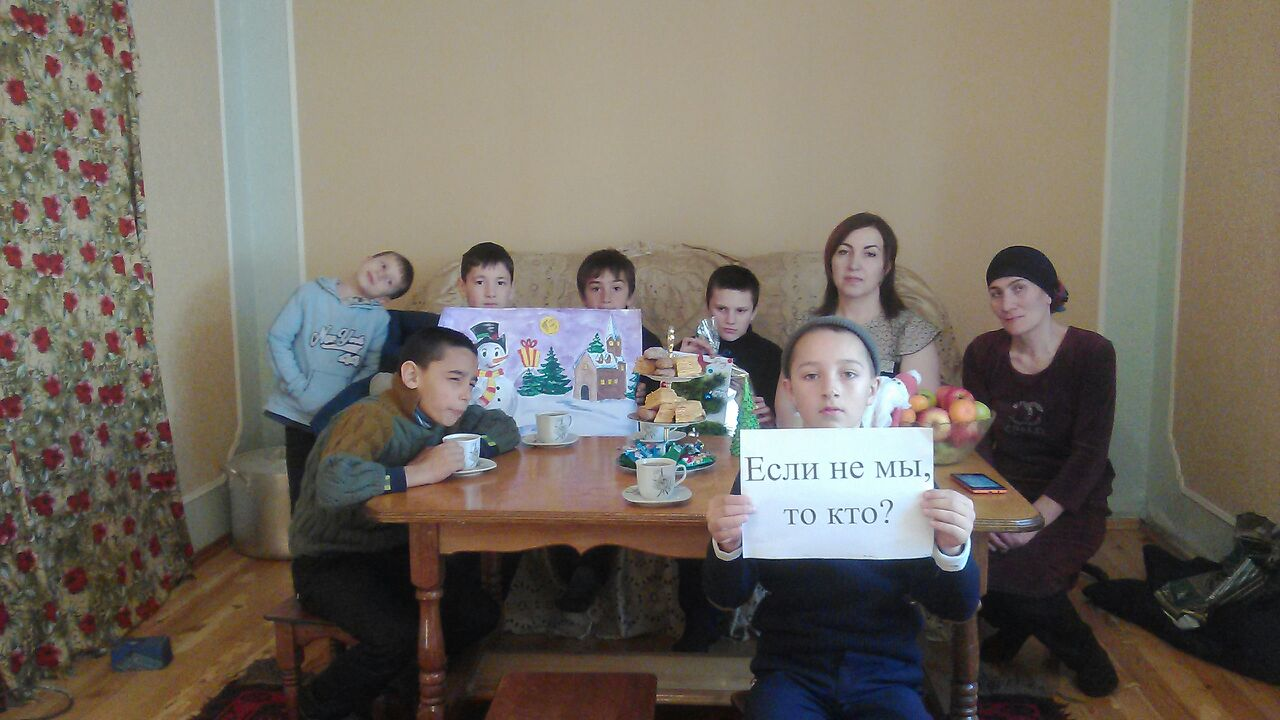 Если не мы,
то кто?